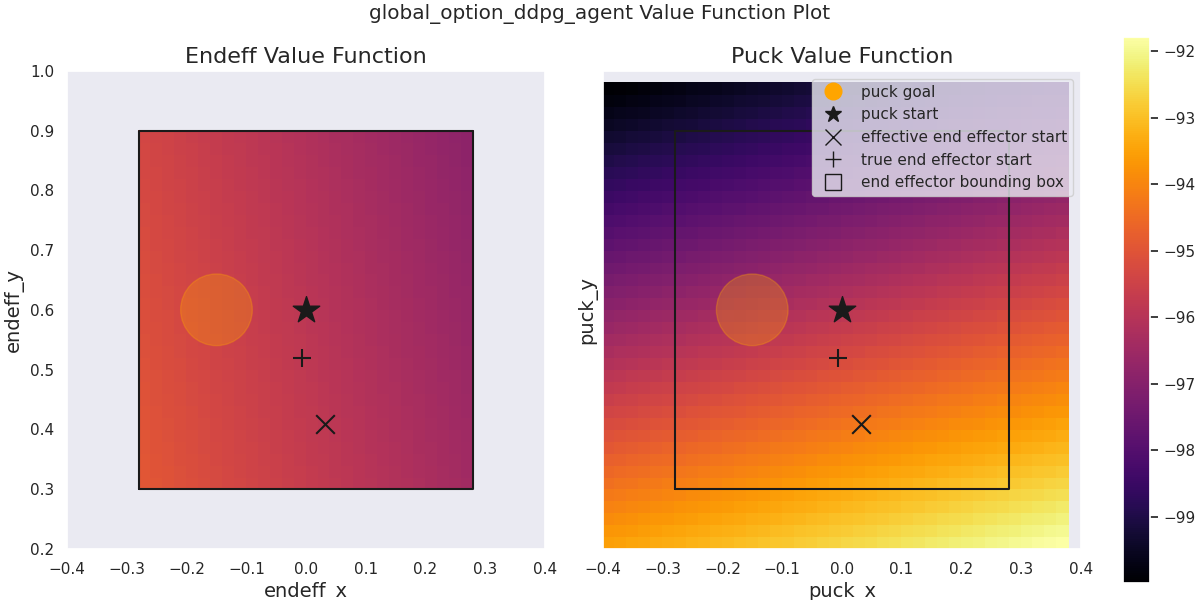 global_option_ddpg_agent Value Function Plot
Endeff Value Function
Puck Value Function
1.0
0.9
0.8
0.7
0.6
0.5
0.4
0.3
0.2
endeff_y
−0.4 −0.3 −0.2 −0.1 0.0 0.1 0.2 0.3 0.4
endeff_x
puck_y
puck goal
puck start
effective end effector start
true end effector start
end effector bounding box
−0.4 −0.3 −0.2 −0.1 0.0 0.1 0.2 0.3 0.4
puck_x
−92
−93
−94
−95
−96
−97
−98
−99